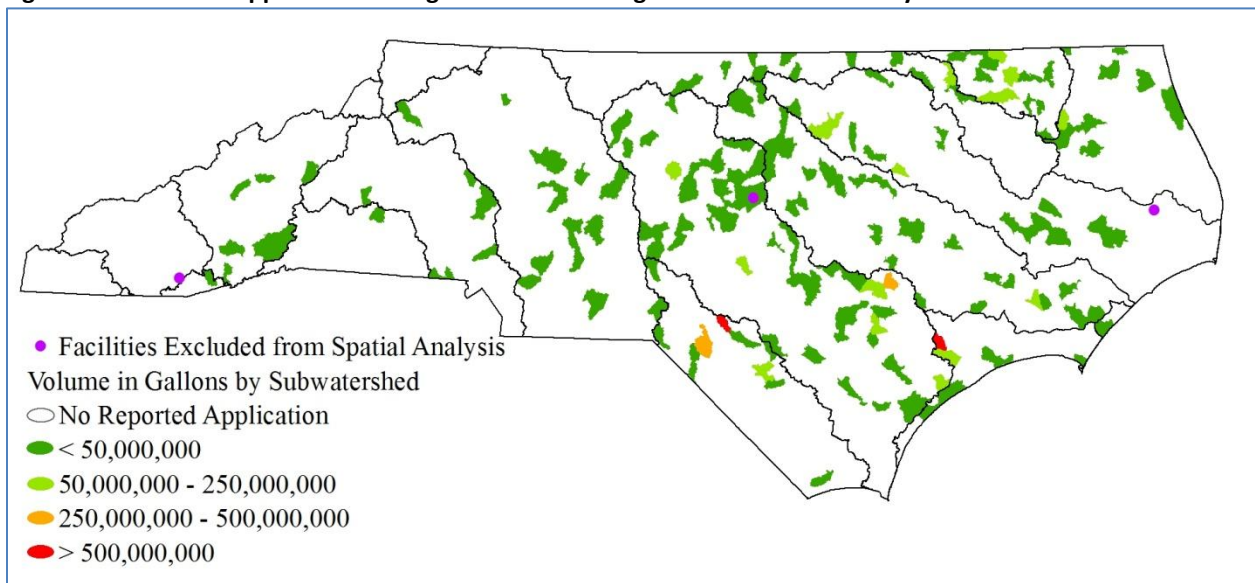 Facilities Excluded from Spatial Analysis
Volume in Gallons by Subwatershed
No Reported Application
< 50,000,000
50,000,000 - 250,000,000
250,000,000 - 500,000,000
> 500,000,000